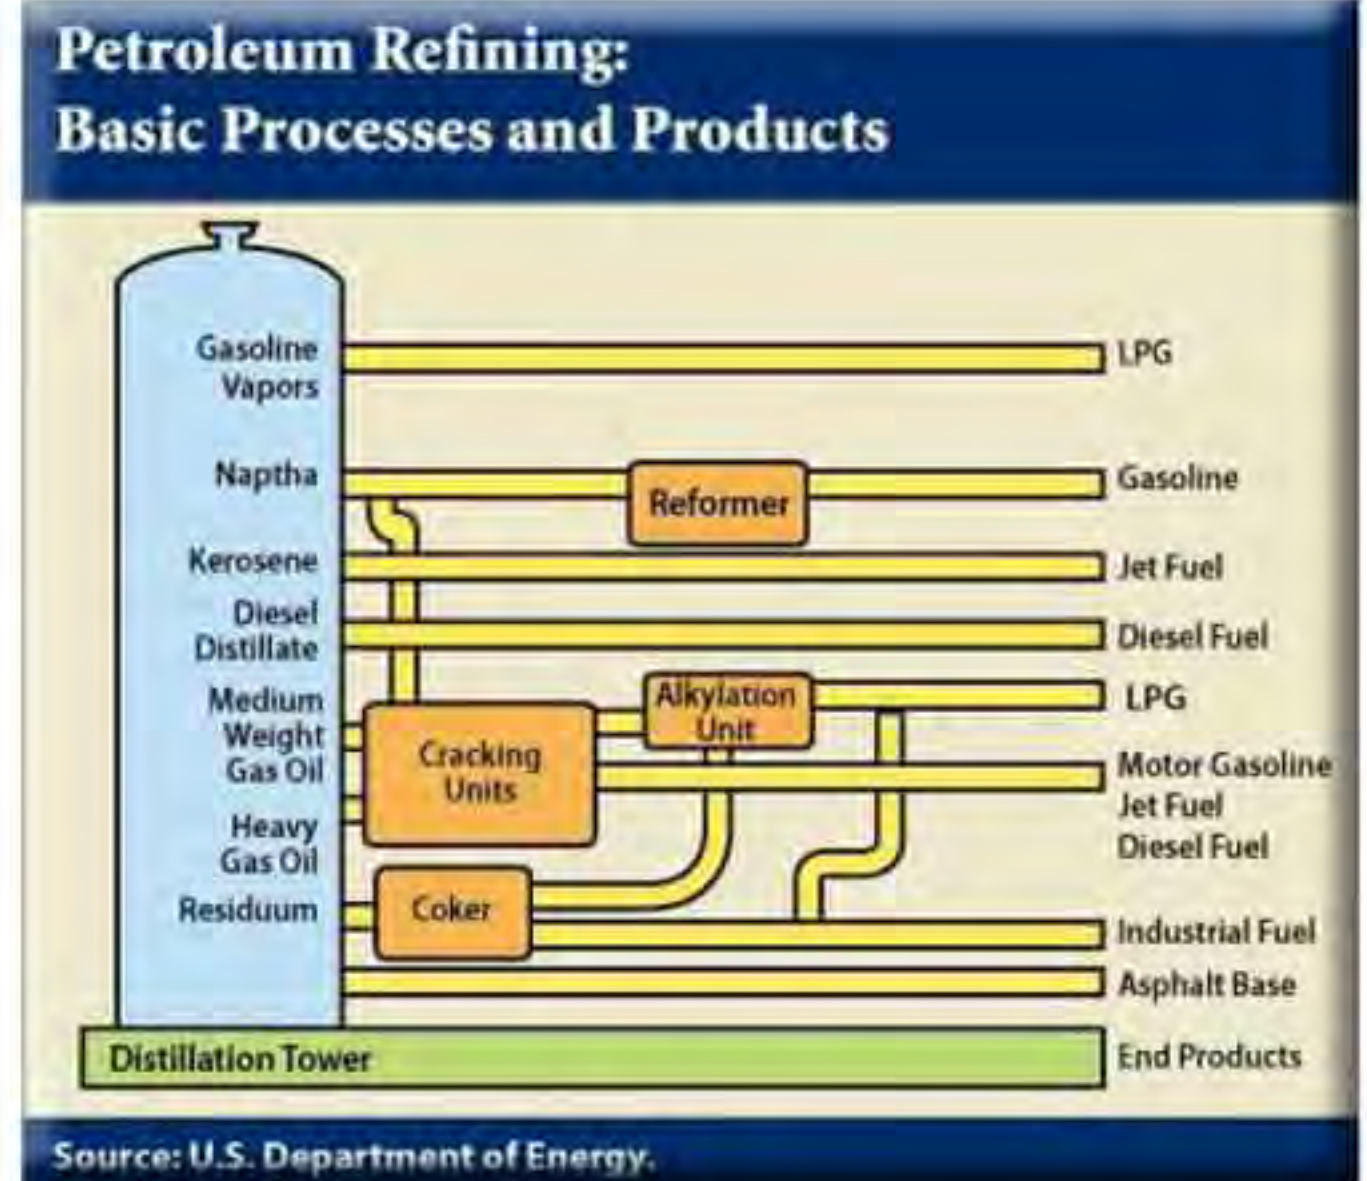 Petroleum Refining:
Basic Processes and Products
Gasoline
Vapors
LPG
Naptha
Reformer
Gasoline
Kerosene
Jet Fuel
Diesel
Distillate
Diesel Fuel
Medium
Weight
Gas Oil
Cracking
Units
Alkylation
Unit
LPG
Motor Gasoline
Jet Fuel
Diesel Fuel
Heavy
Gas Oil
Residuum
Coker
Industrial Fuel
Asphalt Base
Distillation Tower
End Products
Source: U.S. Department of Energy.